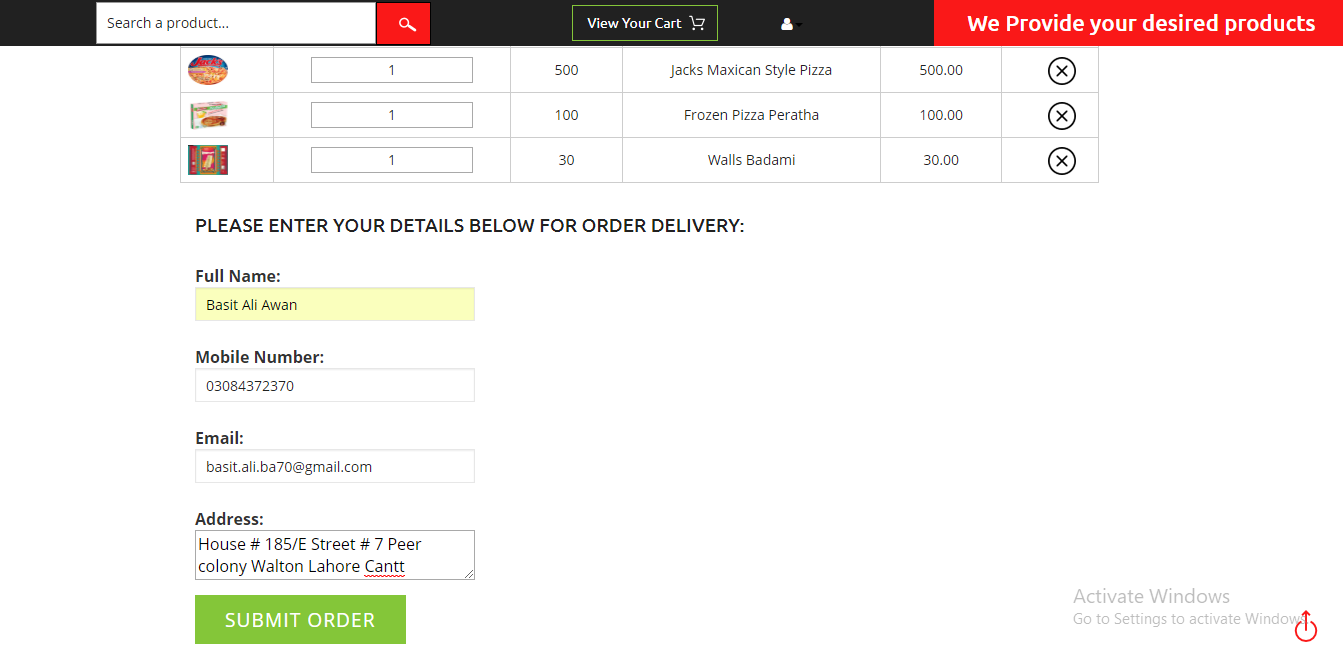 Search a product...
View Your Cart
We Provide your desired products
Jacks
1 500 Jacks Maxican Style Pizza 500.00
1 100 Frozen Pizza Peratha 100.00
1 30 Walls Badami 30.00
PLEASE ENTER YOUR DETAILS BELOW FOR ORDER DELIVERY:
Full Name:
Basit Ali Awan
Mobile Number:
03084372370
Email:
basit.ali.ba70@gmail.com
Address:
House # 185/E Street # 7 Peer
colony Walton Lahore Cantt
SUBMIT ORDER
Activate Windows
Go to Settings to activate Windows.